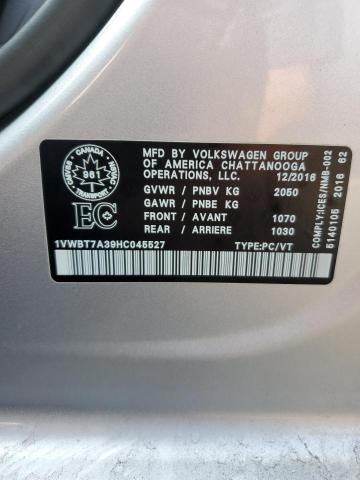 MFD BY VOLKSWAGEN GROUP
OF AMERICA CHATTANOOGA
OPERATIONS, LLC. 12/2016
GVWR / PNBV KG 2050
GAWR / PNBE KG
FRONT / AVANT 1070
REAR / ARRIERE 1030
1VWBT7A39HC045527 TYPE:PC/VT
CANADA
961
TRANSPORT
EC
COMPLY:ICES/NMB-002
5140105 2016 62